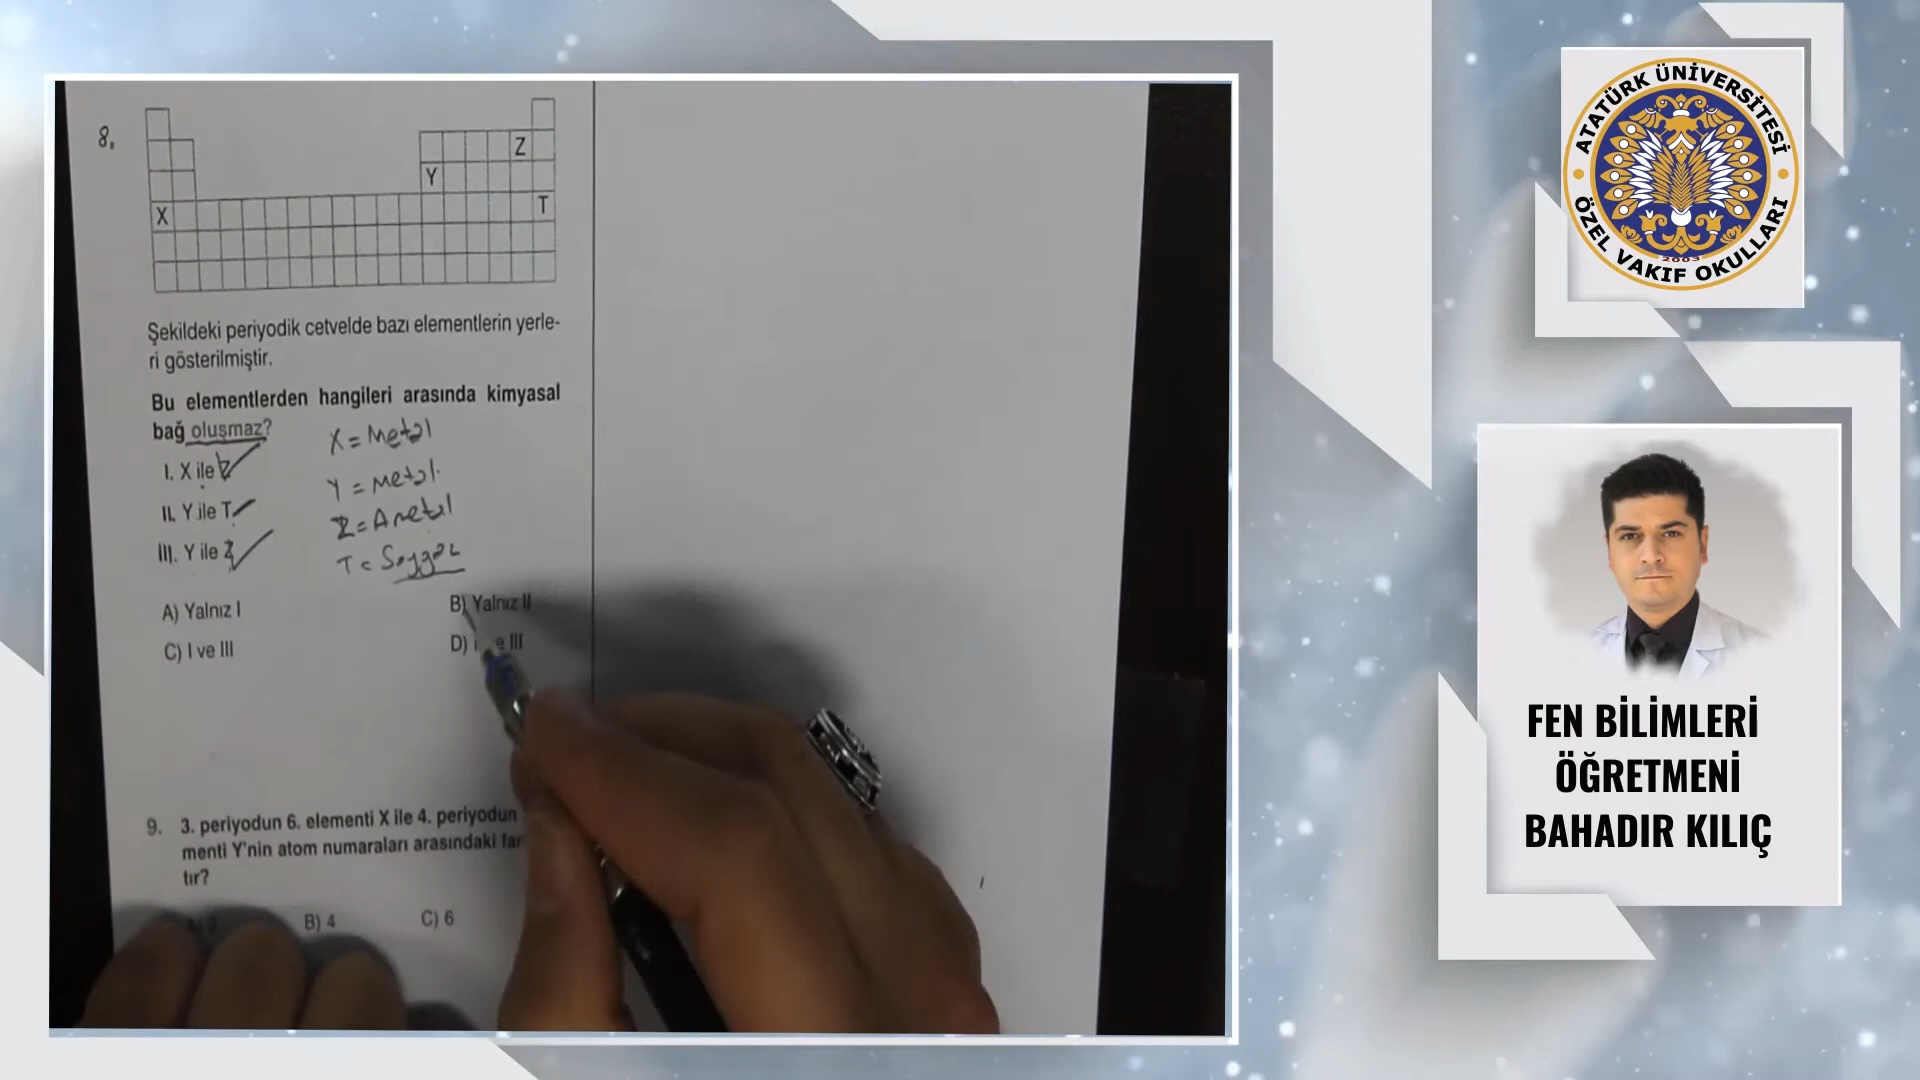 8.
Z
Y
X
T
Şekildeki periyodik cetvelde bazı elementlerin yerle-
ri gösterilmiştir.
Bu elementlerden hangileri arasında kimyasal
bağ oluşmaz?
X = Metal
I. X ile Z
Y = Metal
II. Y ile T
Z = Ametal
III. Y ile Z
T = Soygaz
A) Yalnız I
B) Yalnız II
C) I ve III
D) III
9. 3. periyodun 6. elementi X ile 4. periyodun
menti Y'nin atom numaraları arasındaki
tır?
B) 4
C) 6
ATATÜRK ÜNİVERSİTESİ
ÖZEL VAKIF OKULLARI
2003
FEN BİLİMLERİ
ÖĞRETMENİ
BAHADIR KILIÇ